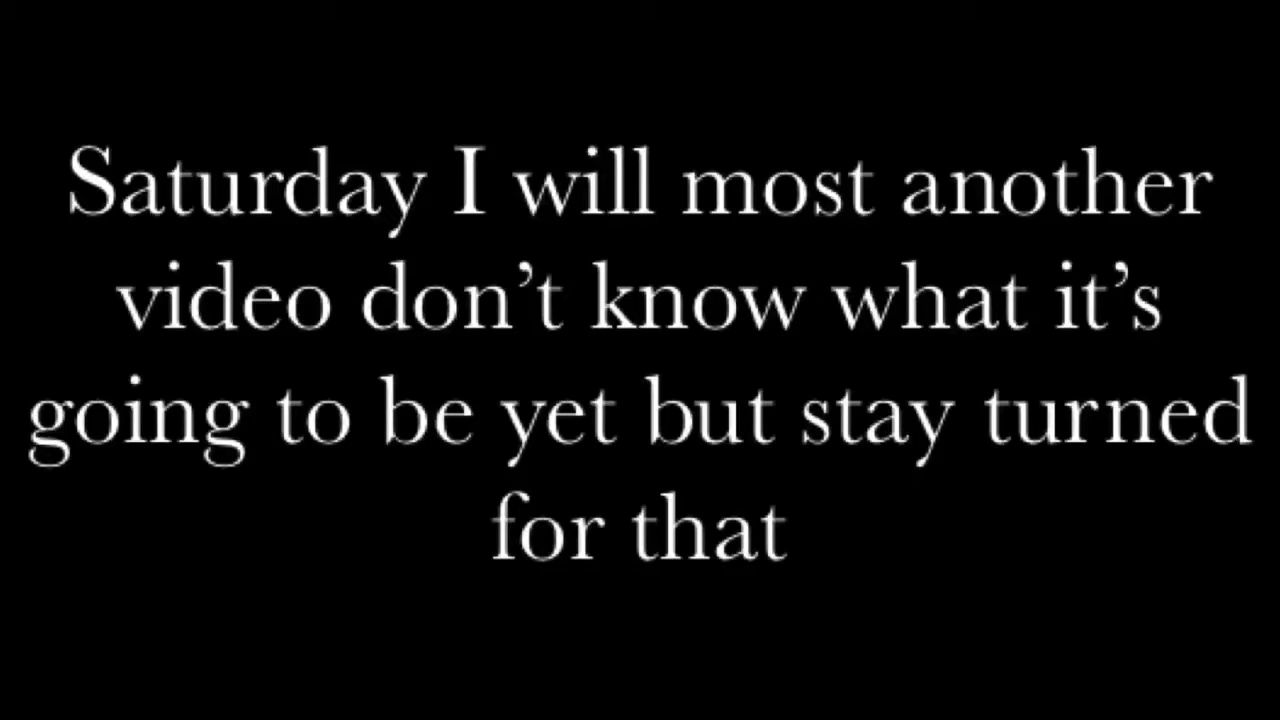 Saturday I will most another
video don’t know what it’s
going to be yet but stay turned
for that